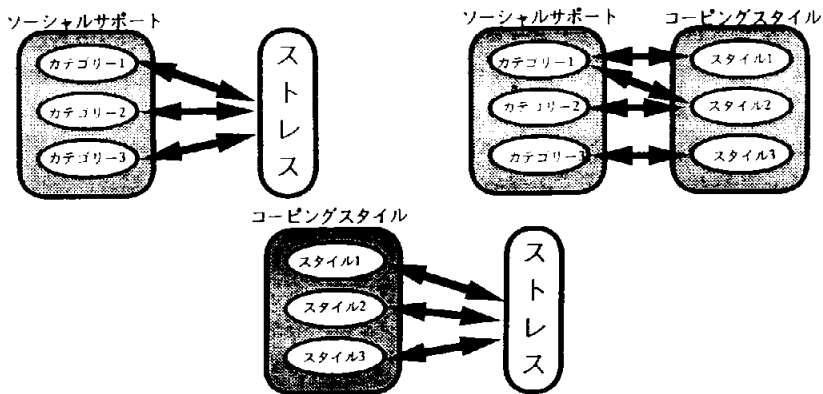 ソーシャルサポート
カテゴリー1
カテゴリー2
カテゴリー3
ストレス
ソーシャルサポート
カテゴリー1
カテゴリー2
カテゴリー3
コーピングスタイル
スタイル1
スタイル2
スタイル3
コーピングスタイル
スタイル1
スタイル2
スタイル3
ストレス